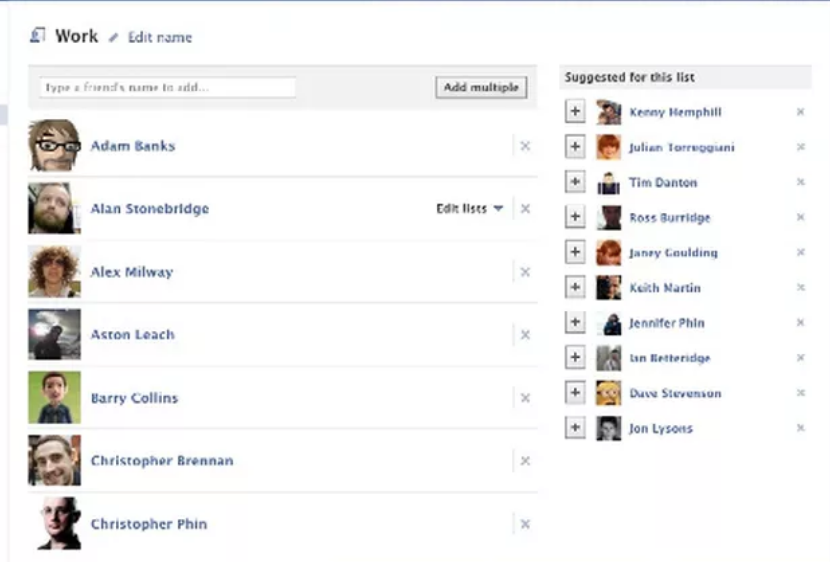 Work Edit name
Type a friend's name to add...
Add multiple
Adam Banks
Alan Stonebridge
Edit lists
Alex Milway
Aston Leach
Barry Collins
Christopher Brennan
Christopher Phin
Suggested for this list
Kenny Hemphill
Julian Torreggiani
Tim Danton
Ross Burridge
Janey Goulding
Keith Martin
Jennifer Phin
Ian Betteridge
Dave Stevenson
Jon Lysons